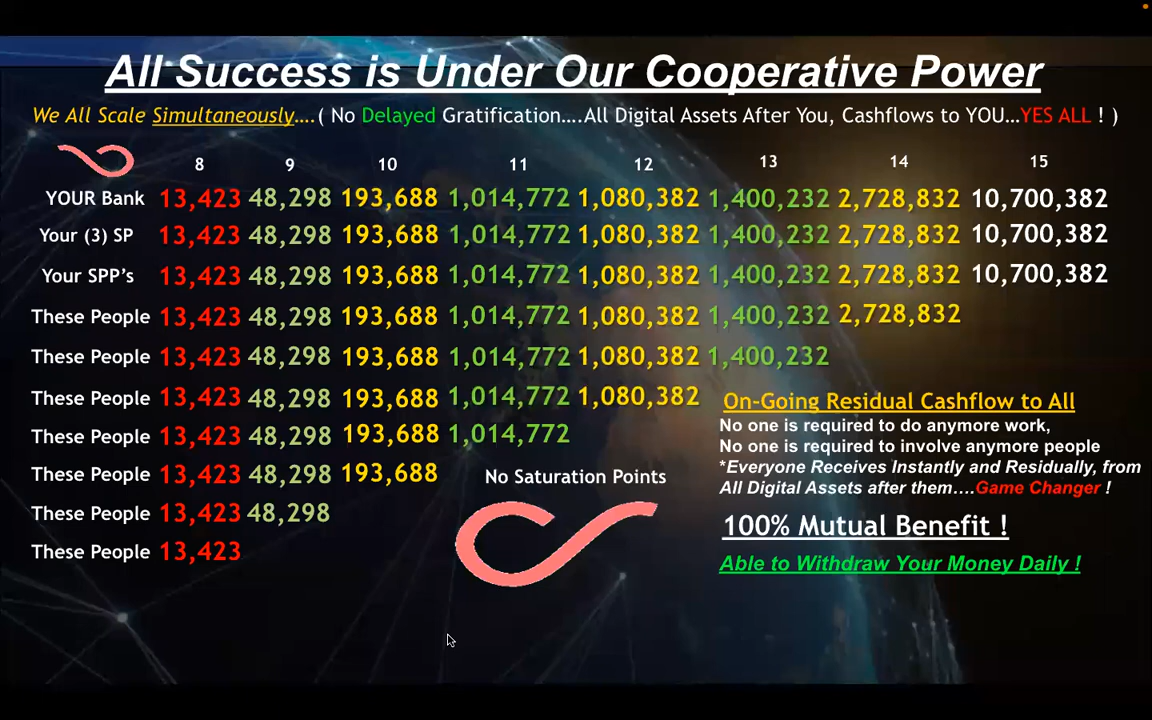 All Success is Under Our Cooperative Power
We All Scale Simultaneously....( No Delayed Gratification....All Digital Assets After You, Cashflows to YOU...YES ALL ! )
8 9 10 11 12 13 14 15
YOUR Bank 13,423 48,298 193,688 1,014,772 1,080,382 1,400,232 2,728,832 10,700,382
Your (3) SP 13,423 48,298 193,688 1,014,772 1,080,382 1,400,232 2,728,832 10,700,382
Your SPP's 13,423 48,298 193,688 1,014,772 1,080,382 1,400,232 2,728,832 10,700,382
These People 13,423 48,298 193,688 1,014,772 1,080,382 1,400,232 2,728,832
These People 13,423 48,298 193,688 1,014,772 1,080,382 1,400,232
These People 13,423 48,298 193,688 1,014,772 1,080,382
These People 13,423 48,298 193,688 1,014,772
These People 13,423 48,298 193,688
These People 13,423 48,298
These People 13,423
No Saturation Points
On-Going Residual Cashflow to All
No one is required to do anymore work,
No one is required to involve anymore people
*Everyone Receives Instantly and Residually, from
All Digital Assets after them....Game Changer !
100% Mutual Benefit !
Able to Withdraw Your Money Daily !